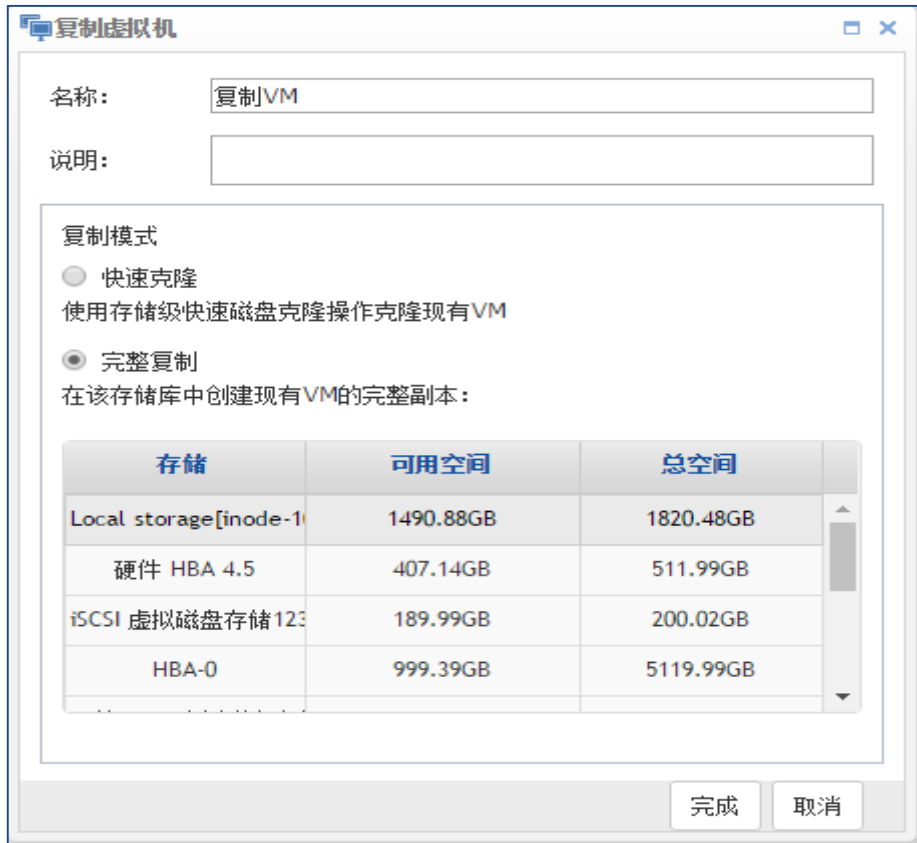 复制虚拟机
名称: 复制VM
说明:
复制模式
快速克隆
使用存储级快速磁盘克隆操作克隆现有VM
完整复制
在该存储库中创建现有VM的完整副本:
存储 可用空间 总空间
Local storage[inode-1 1490.88GB 1820.48GB
硬件 HBA 4.5 407.14GB 511.99GB
iSCSI 虚拟磁盘存储123 189.99GB 200.02GB
HBA-0 999.39GB 5119.99GB
完成 取消